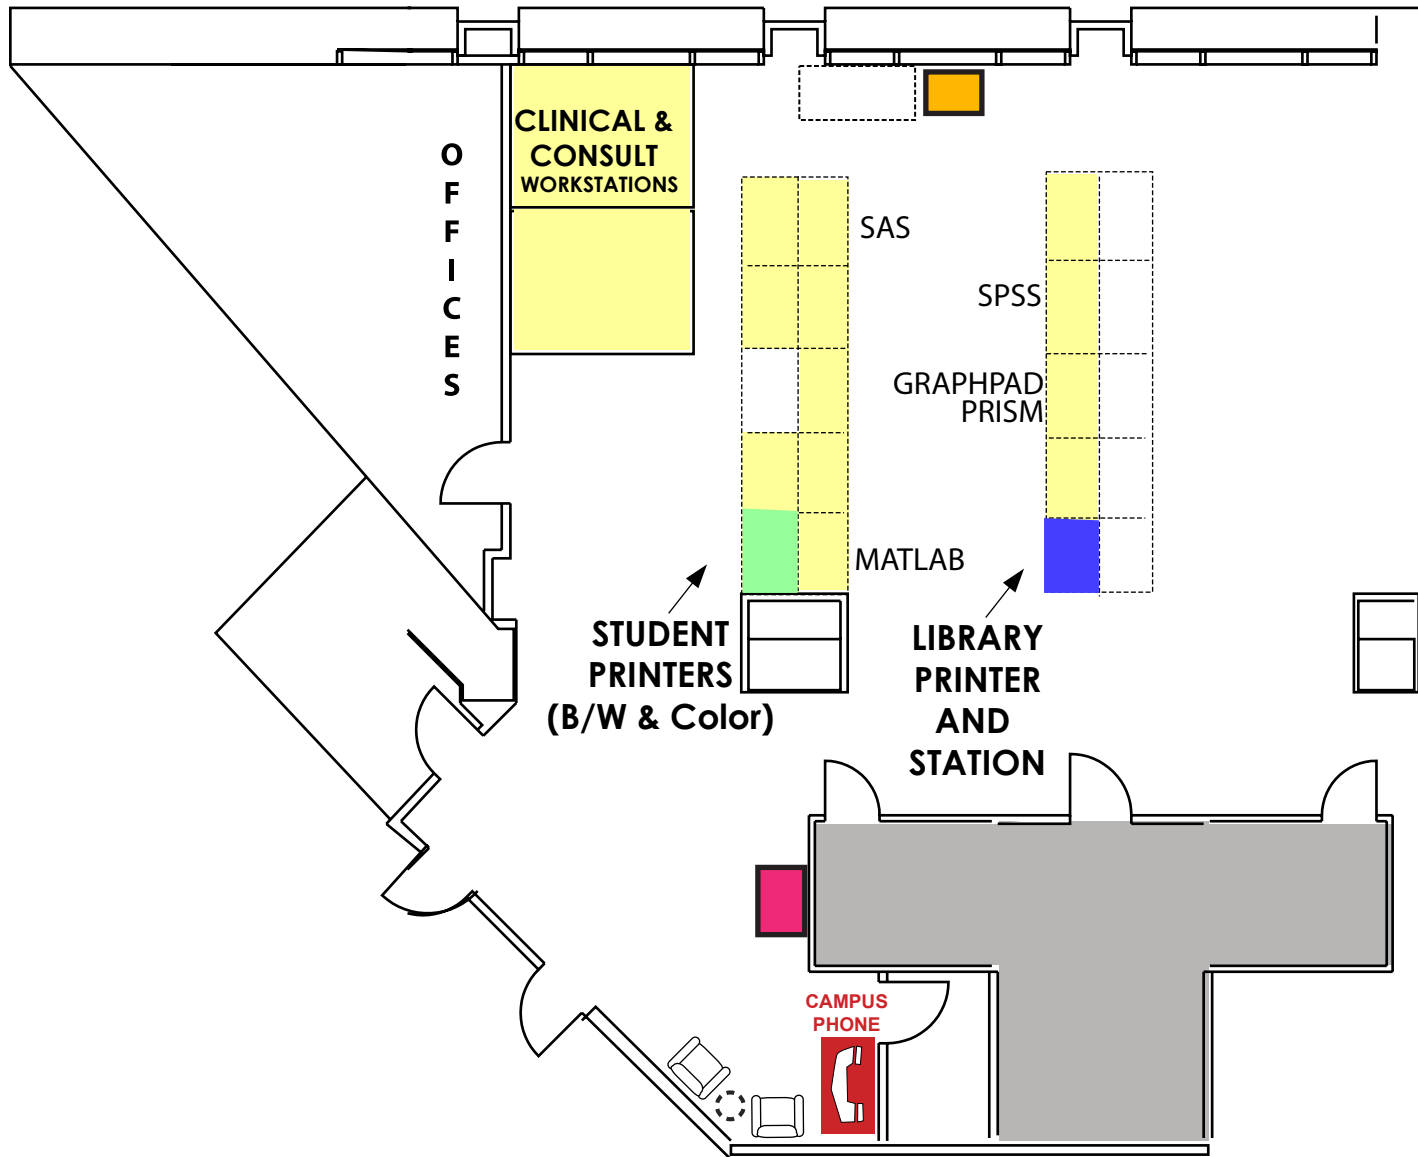 CLINICAL &
CONSULT
WORKSTATIONS
O
F
F
I
C
E
S
SAS
SPSS
GRAPHPAD
PRISM
MATLAB
STUDENT
PRINTERS
(B/W & Color)
LIBRARY
PRINTER
AND
STATION
CAMPUS
PHONE